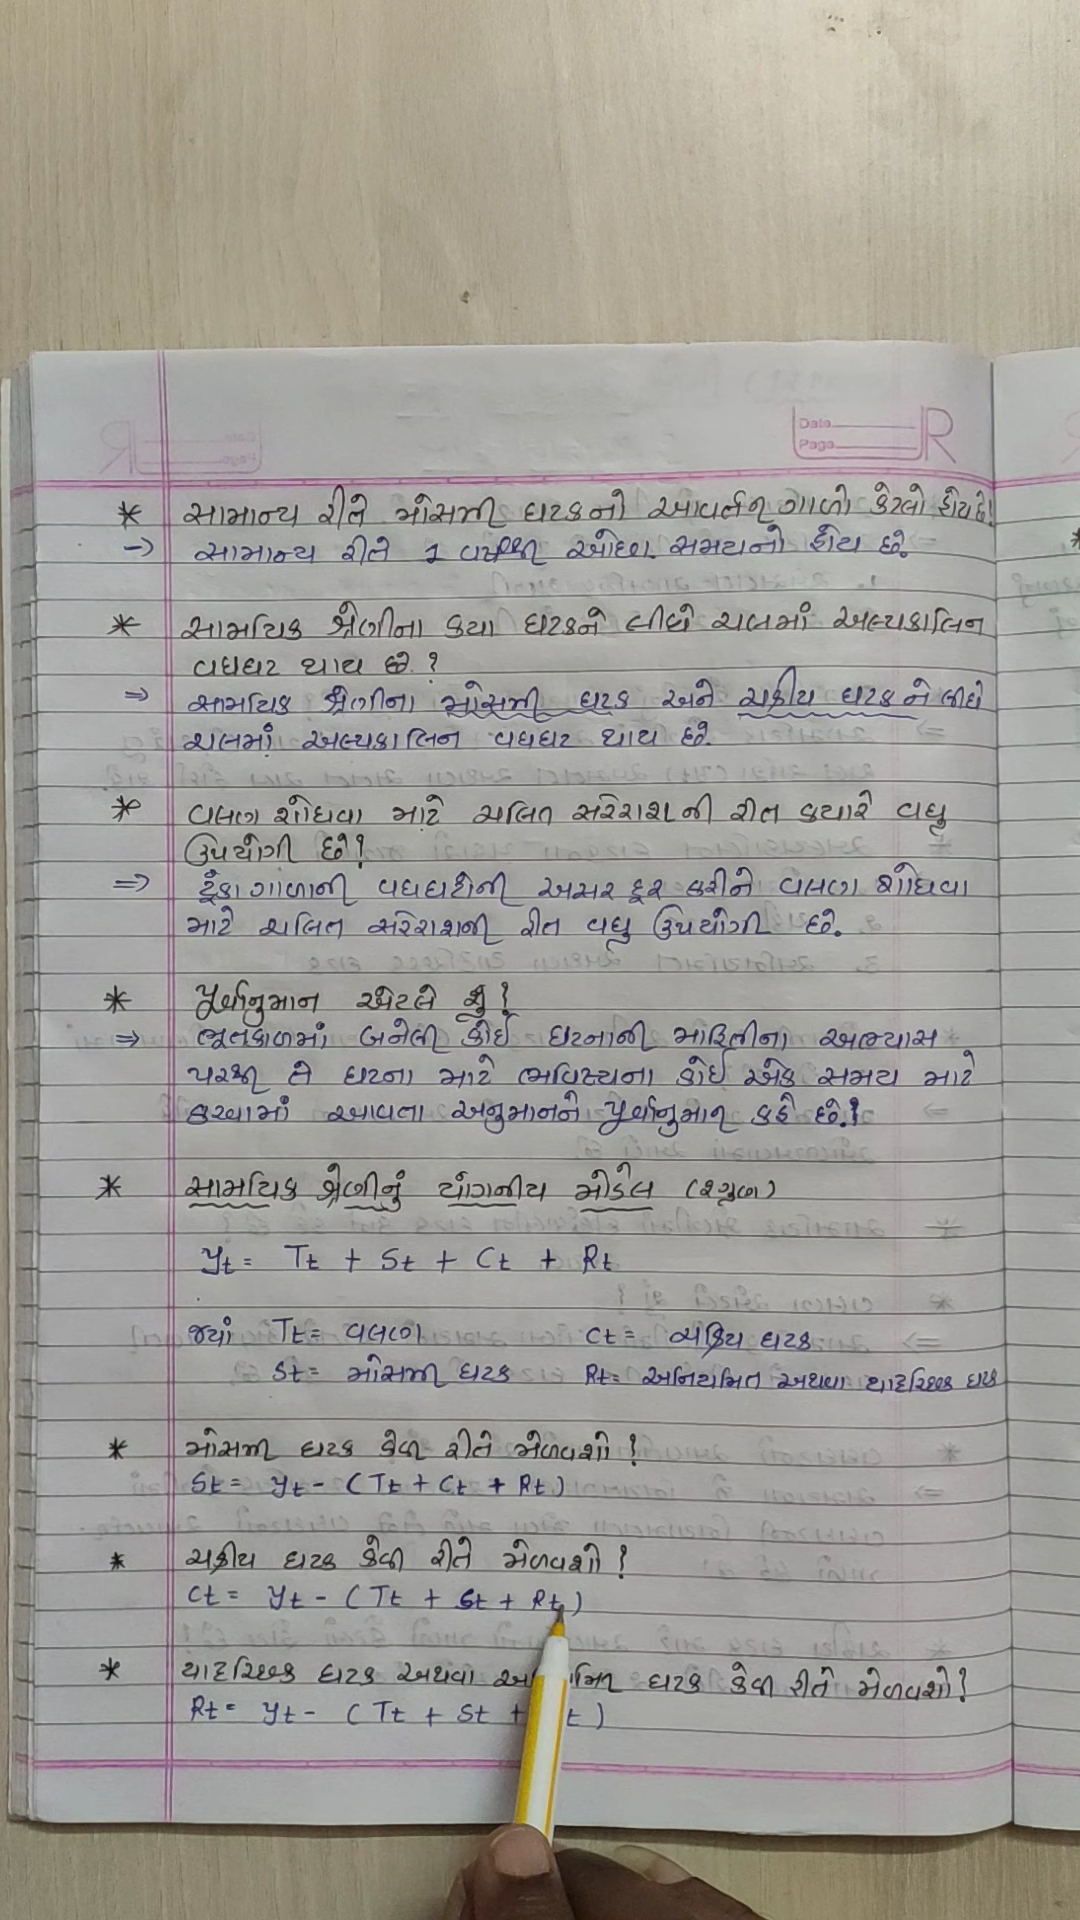 Date
Page
R
* સામાન્ય રીતે મોસમી ઘટકનો આવર્તન ગાળો કેટલો હોય છે!
→ સામાન્ય રીતે 1 વર્ષથી ઓછા સમયનો હોય છે.
* સામયિક શ્રેણીના કયા ઘટકને લીધે ચલમાં અલ્પકાલિન
વધઘટ થાય છે?
⇒ સામયિક શ્રેણીના મોસમી ઘટક અને ચક્રીય ઘટક ને લીધે
ચલમાં અલ્પકાલિન વધઘટ થાય છે.
* વલણ શોધવા માટે ચલિત સરેરાશ ની રીત કયારે વધુ
ઉપયોગી છે?
⇒ ટૂંકા ગાળાની વધઘટોની અસર દૂર કરીને વલણ શોધવા
માટે ચલિત સરેરાશની રીત વધુ ઉપયોગી છે.
* પૂર્વાનુમાન એટલે શું?
⇒ ભૂતકાળમાં બનેલી કોઈ ઘટનાની માહિતીના અભ્યાસ
પરથી તે ઘટના માટે ભવિષ્યના કોઈ એક સમય માટે
કરવામાં આવતા અનુમાનને પૂર્વાનુમાન કહે છે.?
* સામયિક શ્રેણીનું યોગનીય મોડેલ (રગુણ)
yt = Tt + St + Ct + Rt
જ્યાં Tt = વલણ Ct = ચક્રિય ઘટક
St = મોસમી ઘટક Rt = અનિયમિત અથવા યાદચ્છિક ઘટક
* મોસમી ઘટક કેવી રીતે મેળવશો?
St = yt - (Tt + Ct + Rt)
* ચક્રીય ઘટક કેવી રીતે મેળવશો?
Ct = yt - (Tt + St + Rt)
* યાદચ્છિક ઘટક અથવા ઘટક કેવી રીતે મેળવશો?
Rt = yt - (Tt + St + t)